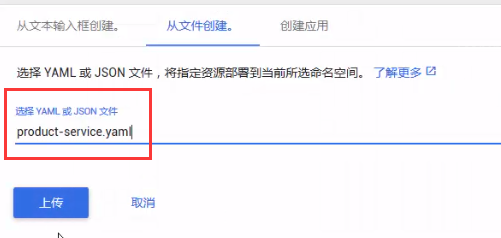 从文本输入框创建。 从文件创建。 创建应用
选择 YAML 或 JSON 文件，将指定资源部署到当前所选命名空间。 了解更多
选择 YAML 或 JSON 文件
product-service.yaml
上传 取消